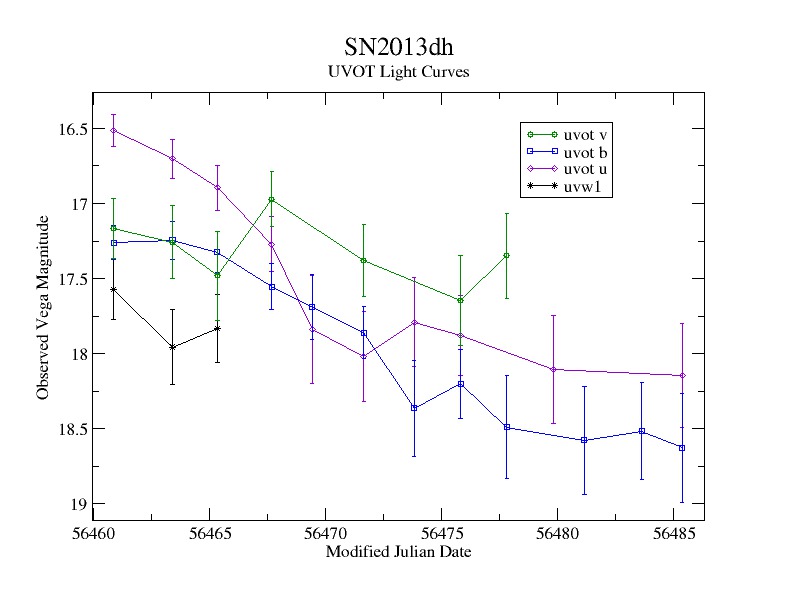 SN2013dh
UVOT Light Curves
uvot v
uvot b
uvot u
uvw1
Observed Vega Magnitude
16.5
17
17.5
18
18.5
19
56460 56465 56470 56475 56480 56485
Modified Julian Date